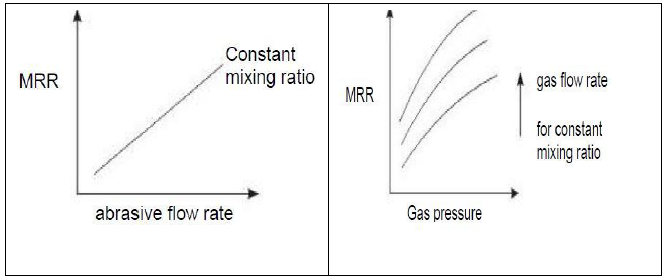 Constant
mixing ratio
MRR
abrasive flow rate
gas flow rate
MRR
for constant
mixing ratio
Gas pressure